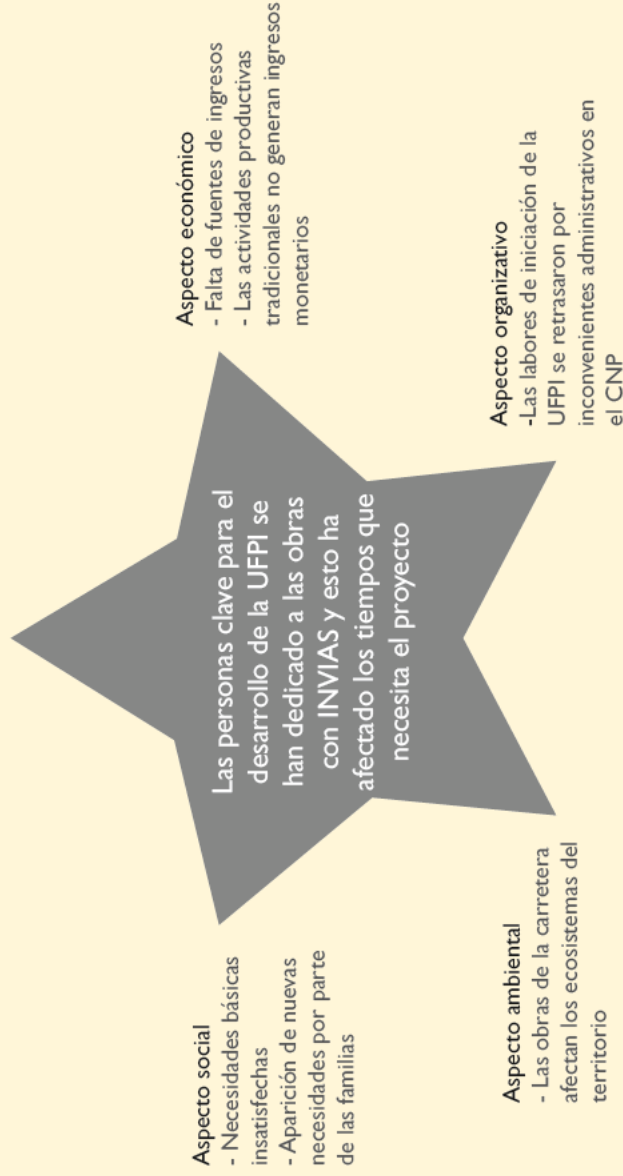 Aspecto social
- Necesidades básicas
insatisfechas
- Aparición de nuevas
necesidades por parte
de las familias
Aspecto económico
- Falta de fuentes de ingresos
- Las actividades productivas
tradicionales no generan ingresos
monetarios
Las personas clave para el
desarrollo de la UFPI se
han dedicado a las obras
con INVIAS y esto ha
afectado los tiempos que
necesita el proyecto
Aspecto ambiental
- Las obras de la carretera
afectan los ecosistemas del
territorio
Aspecto organizativo
-Las labores de iniciación de la
UFPI se retrasaron por
inconvenientes administrativos en
el CNP